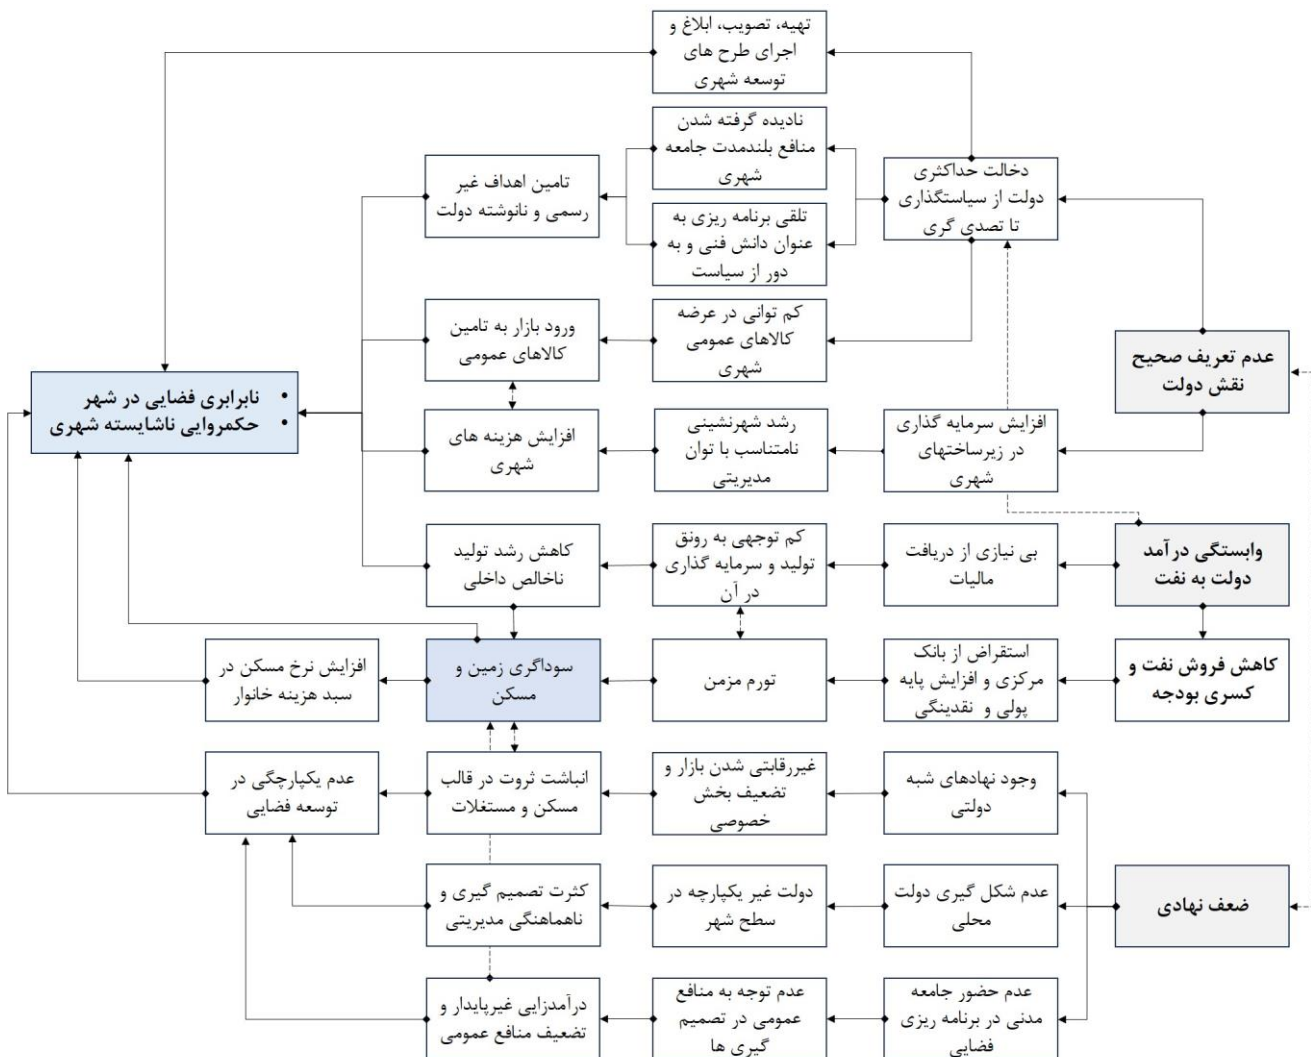 تهیه، تصویب، ابلاغ و
اجرای طرح های
توسعه شهری
نادیده گرفته شدن
منافع بلندمدت جامعه
شهری
دخالت حداکثری
دولت از سیاستگذاری
تا تصدی گری
تامین اهداف غیر
رسمی و نانوشته دولت
تلقی برنامه ریزی به
عنوان دانش فنی و به
دور از سیاست
کم توانی در عرضه
کالاهای عمومی
شهری
ورود بازار به تامین
کالاهای عمومی
عدم تعریف صحیح
نقش دولت
• نابرابری فضایی در شهر
• حکمروایی ناشایسته شهری
افزایش سرمایه گذاری
در زیرساختهای
شهری
رشد شهرنشینی
نامتناسب با توان
مدیریتی
افزایش هزینه های
شهری
وابستگی درآمد
دولت به نفت
بی نیازی از دریافت
مالیات
کم توجهی به رونق
تولید و سرمایه گذاری
در آن
کاهش رشد تولید
ناخالص داخلی
کاهش فروش نفت و
کسری بودجه
استقراض از بانک
مرکزی و افزایش پایه
پولی و نقدینگی
تورم مزمن
سوداگری زمین و
مسکن
افزایش نرخ مسکن در
سبد هزینه خانوار
وجود نهادهای شبه
دولتی
غیررقابتی شدن بازار و
تضعیف بخش
خصوصی
انباشت ثروت در قالب
مسکن و مستغلات
عدم یکپارچگی در
توسعه فضایی
ضعف نهادی
عدم شکل گیری دولت
محلی
دولت غیر یکپارچه در
سطح شهر
کثرت تصمیم گیری و
ناهماهنگی مدیریتی
عدم حضور جامعه
مدنی در برنامه ریزی
فضایی
عدم توجه به منافع
عمومی در تصمیم
گیری ها
درآمدزایی غیرپایدار و
تضعیف منافع عمومی